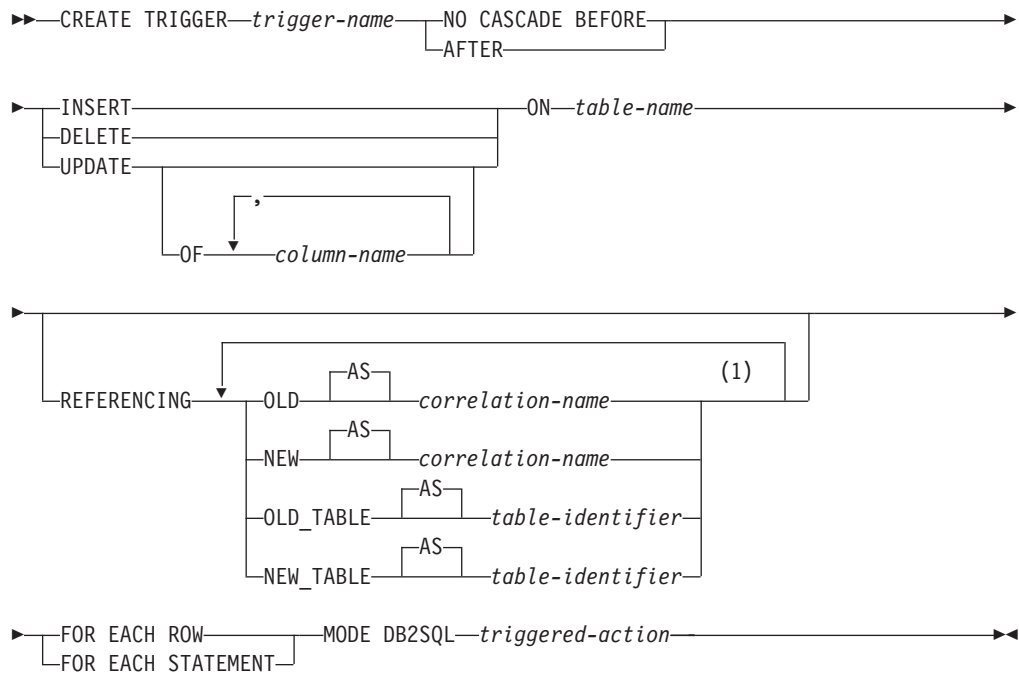 CREATE TRIGGER trigger-name NO CASCADE BEFORE
AFTER
INSERT ON table-name
DELETE
UPDATE
,
OF column-name
AS (1)
REFERENCING OLD correlation-name
AS
NEW correlation-name
AS
OLD_TABLE table-identifier
AS
NEW_TABLE table-identifier
FOR EACH ROW MODE DB2SQL triggered-action
FOR EACH STATEMENT